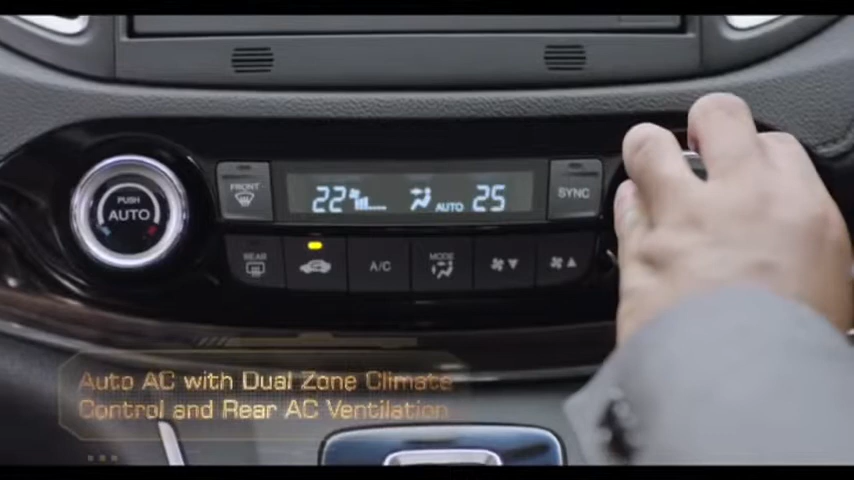 FRONT
22 AUTO 25
SYNC
PUSH
AUTO
REAR
A/C
MODE
Auto AC with Dual Zone Climate
Control and Rear AC Ventilation